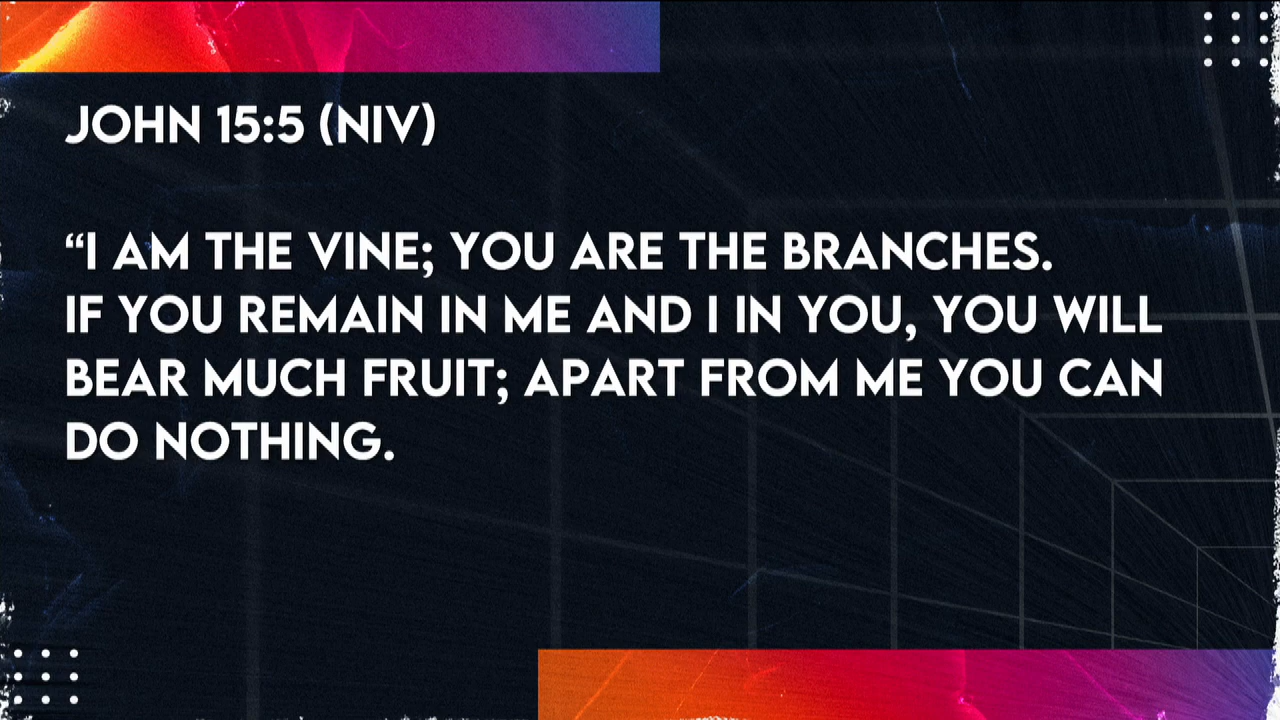 JOHN 15:5 (NIV)
“I AM THE VINE; YOU ARE THE BRANCHES.
IF YOU REMAIN IN ME AND I IN YOU, YOU WILL
BEAR MUCH FRUIT; APART FROM ME YOU CAN
DO NOTHING.